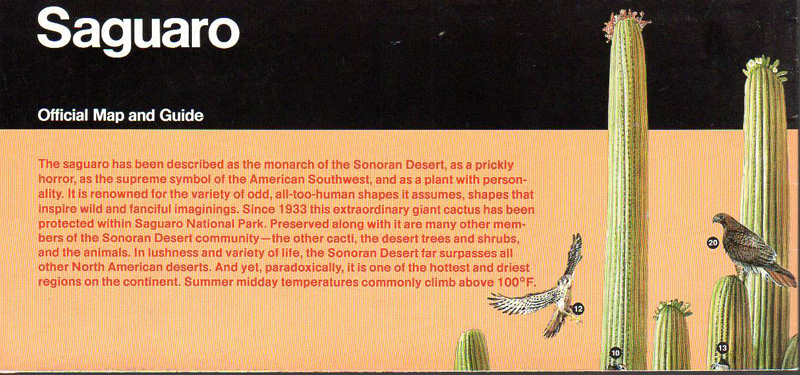 Saguaro
Official Map and Guide
The saguaro has been described as the monarch of the Sonoran Desert, as a prickly
horror, as the supreme symbol of the American Southwest, and as a plant with person-
ality. It is renowned for the variety of odd, all-too-human shapes it assumes, shapes that
inspire wild and fanciful imaginings. Since 1933 this extraordinary giant cactus has been
protected within Saguaro National Park. Preserved along with it are many other mem-
bers of the Sonoran Desert community—the other cacti, the desert trees and shrubs,
and the animals. In lushness and variety of life, the Sonoran Desert far surpasses all
other North American deserts. And yet, paradoxically, it is one of the hottest and driest
regions on the continent. Summer midday temperatures commonly climb above 100°F.
20
12
10
13